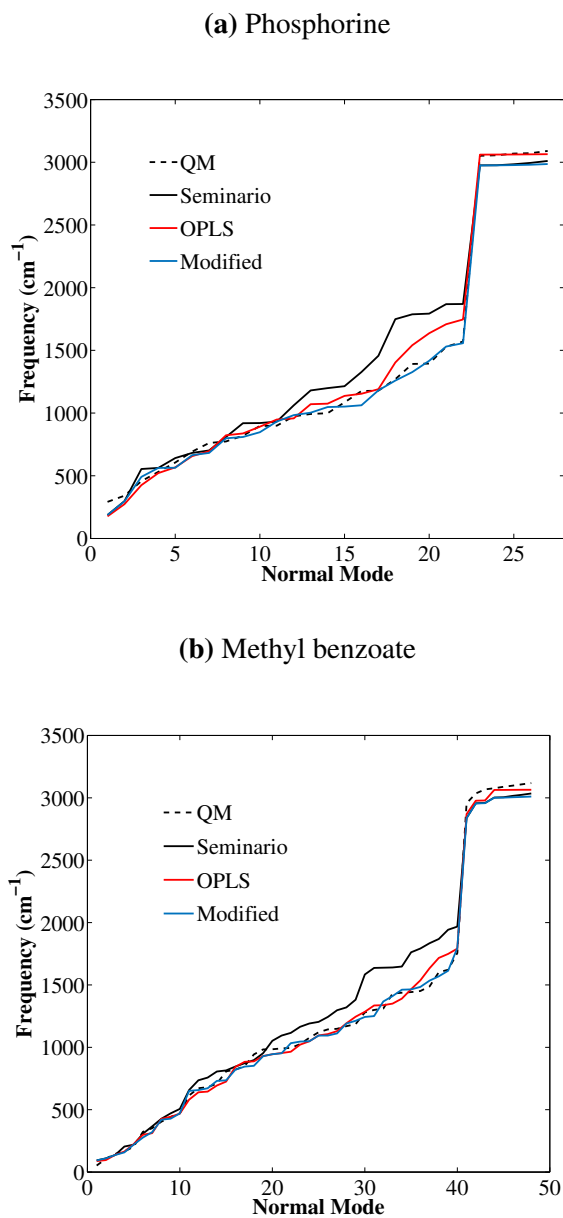 (a) Phosphorine
3500
3000
2500
2000
1500
1000
500
0
Frequency (cm⁻¹)
QM
Seminario
OPLS
Modified
0 5 10 15 20 25
Normal Mode
(b) Methyl benzoate
3500
3000
2500
2000
1500
1000
500
0
Frequency (cm⁻¹)
QM
Seminario
OPLS
Modified
0 10 20 30 40 50
Normal Mode